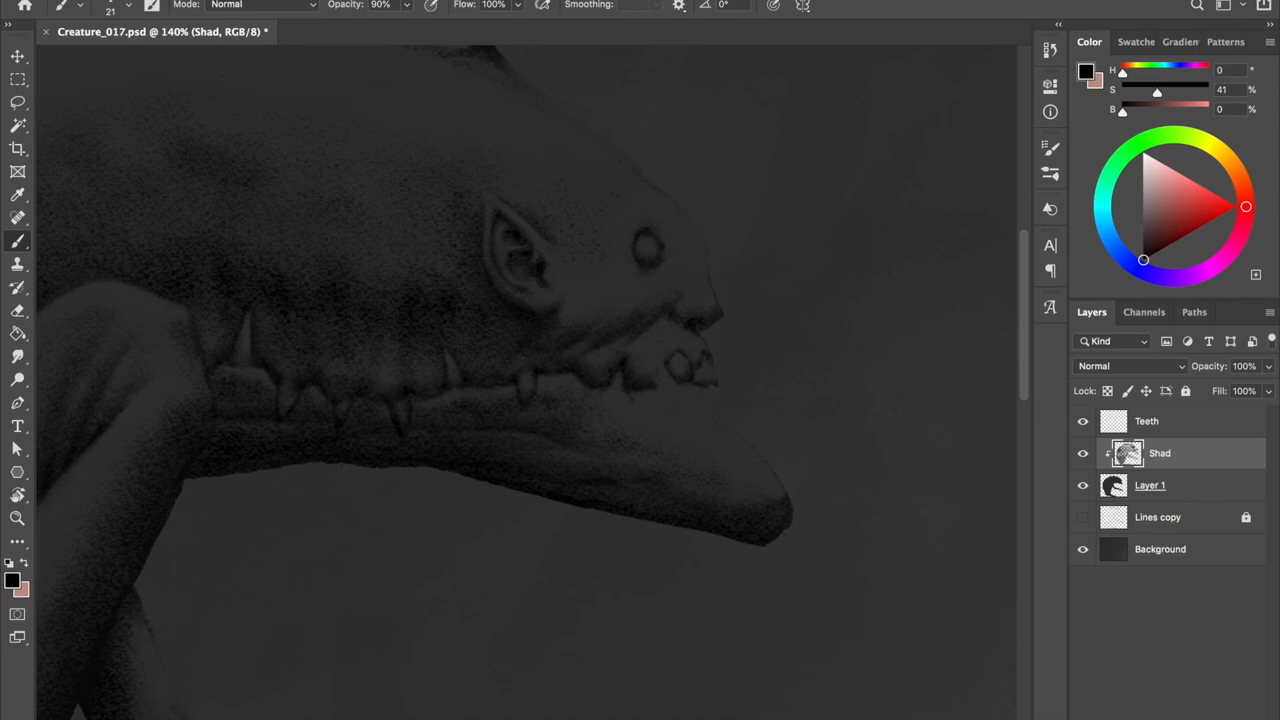 21 Mode: Normal Opacity: 90% Flow: 100% Smoothing: 0°
Creature_017.psd @ 140% (Shad, RGB/8) *
Color Swatche Gradien Patterns
H 0 °
S 41 %
B 0 %
Layers Channels Paths
Kind
Normal Opacity: 100%
Lock: Fill: 100%
Teeth
Shad
Layer 1
Lines copy
Background